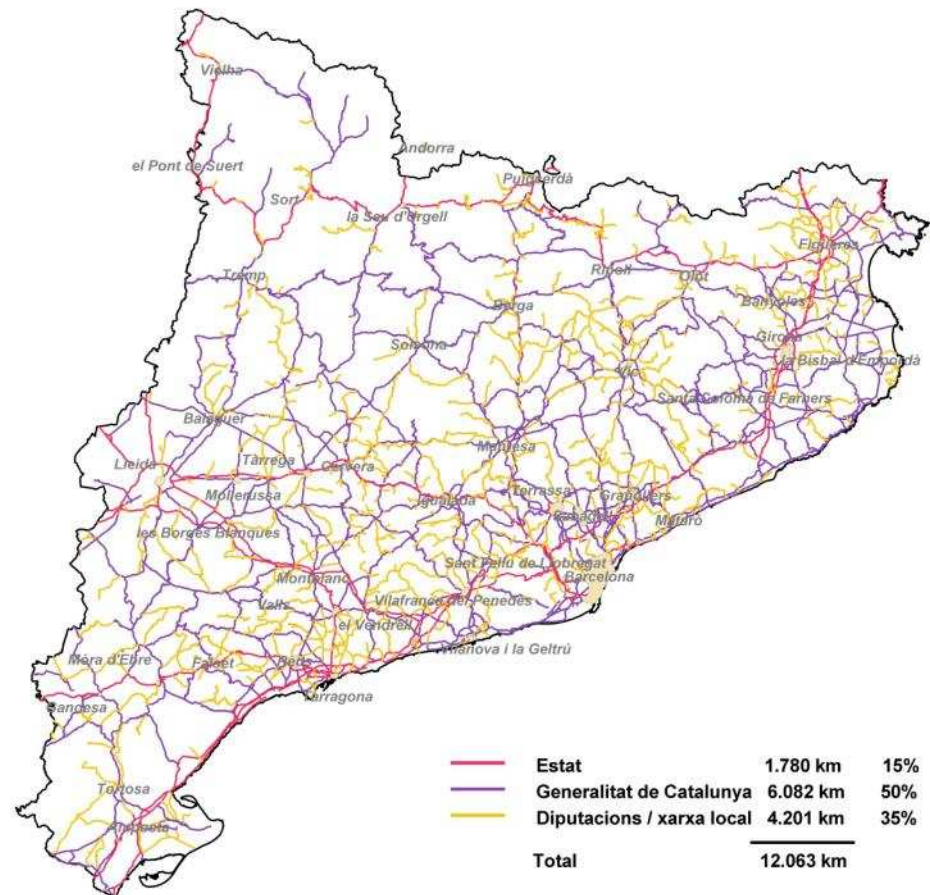 Vielha
Andorra
el Pont de Suert
Puigcerdà
Sort
la Seu d'Urgell
Figueres
Ripoll
Olot
Tremp
Berga
Banyoles
Girona
Solsona
la Bisbal d'Empordà
Vic
Santa Coloma de Farners
Balaguer
Manresa
Lleida
Tàrrega
Cervera
Mollerussa
Igualada
Terrassa
Granollers
Sabadell
Mataró
les Borges Blanques
Sant Feliu de Llobregat
Montblanc
Barcelona
Valls
Vilafranca del Penedès
el Vendrell
Vilanova i la Geltrú
Móra d'Ebre
Falset
Reus
Tarragona
Gandesa
Tortosa
Amposta
Estat 1.780 km 15%
Generalitat de Catalunya 6.082 km 50%
Diputacions / xarxa local 4.201 km 35%
Total 12.063 km